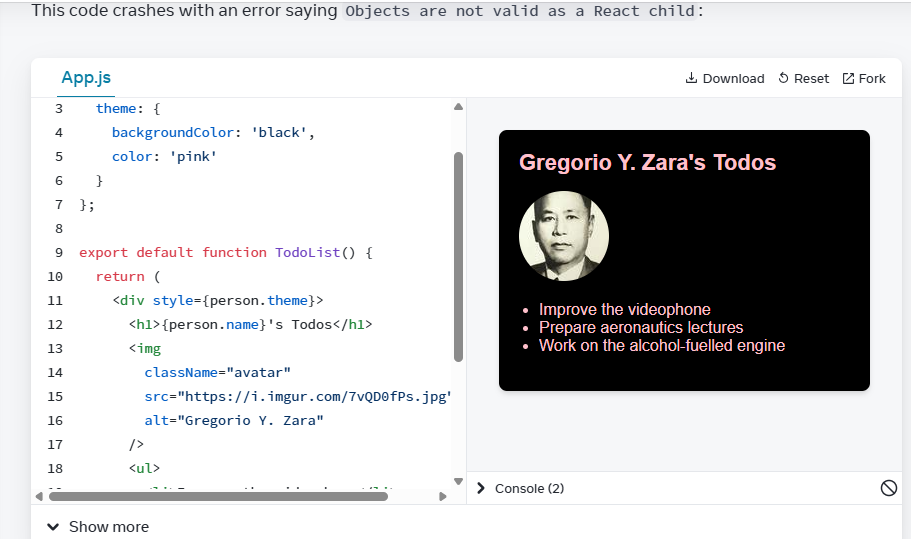 This code crashes with an error saying Objects are not valid as a React child:
App.js
Download Reset Fork
3 theme: {
4 backgroundColor: 'black',
5 color: 'pink'
6 }
7 };
8
9 export default function TodoList() {
10 return (
11 <div style={person.theme}>
12 <h1>{person.name}'s Todos</h1>
13 <img
14 className="avatar"
15 src="https://i.imgur.com/7vQD0fPs.jpg"
16 alt="Gregorio Y. Zara"
17 />
18 <ul>
Gregorio Y. Zara's Todos
Improve the videophone
Prepare aeronautics lectures
Work on the alcohol-fuelled engine
Console (2)
Show more